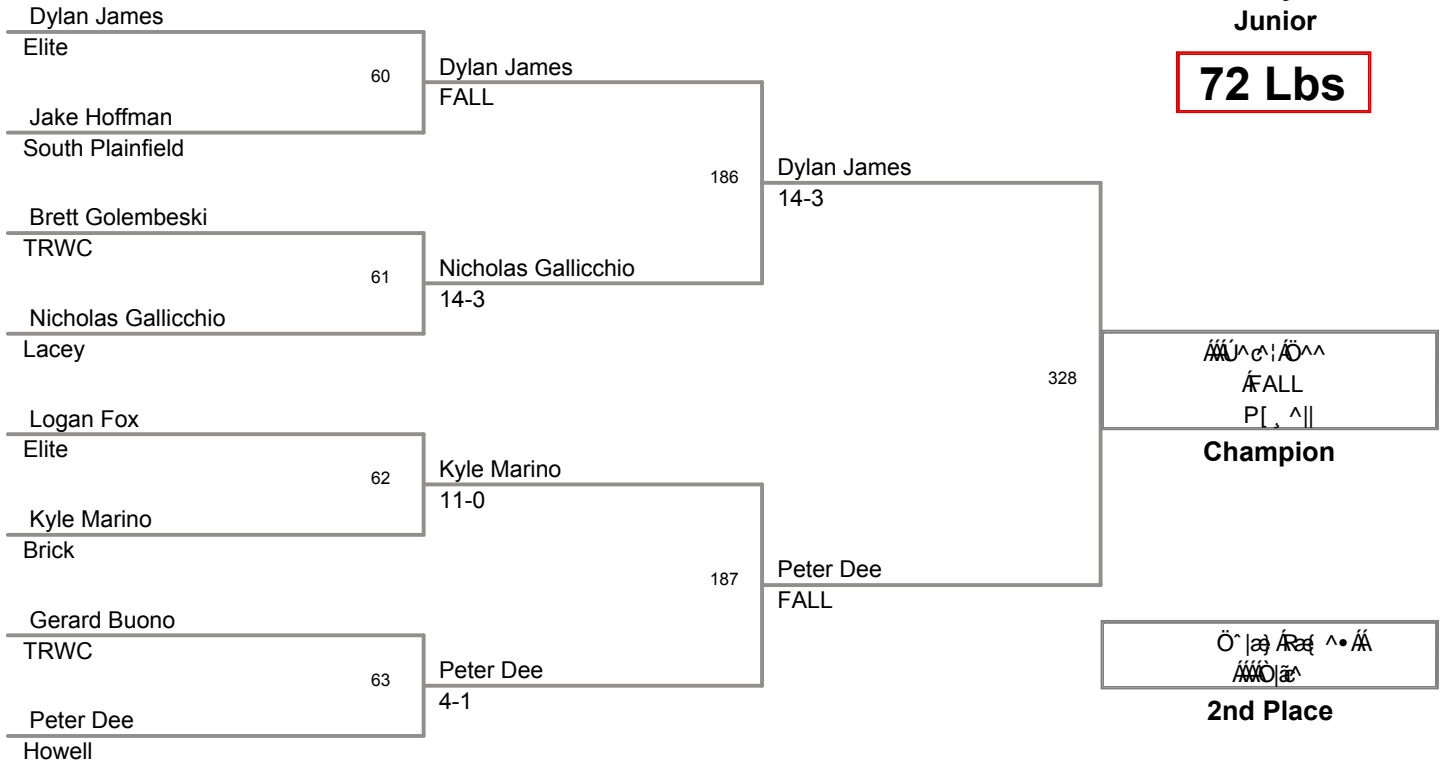 Junior
72 Lbs
Dylan James
Elite
60
Jake Hoffman
South Plainfield
Dylan James
FALL
Brett Golembeski
TRWC
61
Nicholas Gallicchio
Lacey
Nicholas Gallicchio
14-3
186
Dylan James
14-3
Logan Fox
Elite
62
Kyle Marino
Brick
Kyle Marino
11-0
Gerard Buono
TRWC
63
Peter Dee
Howell
Peter Dee
4-1
187
Peter Dee
FALL
328
FALL
Champion
2nd Place